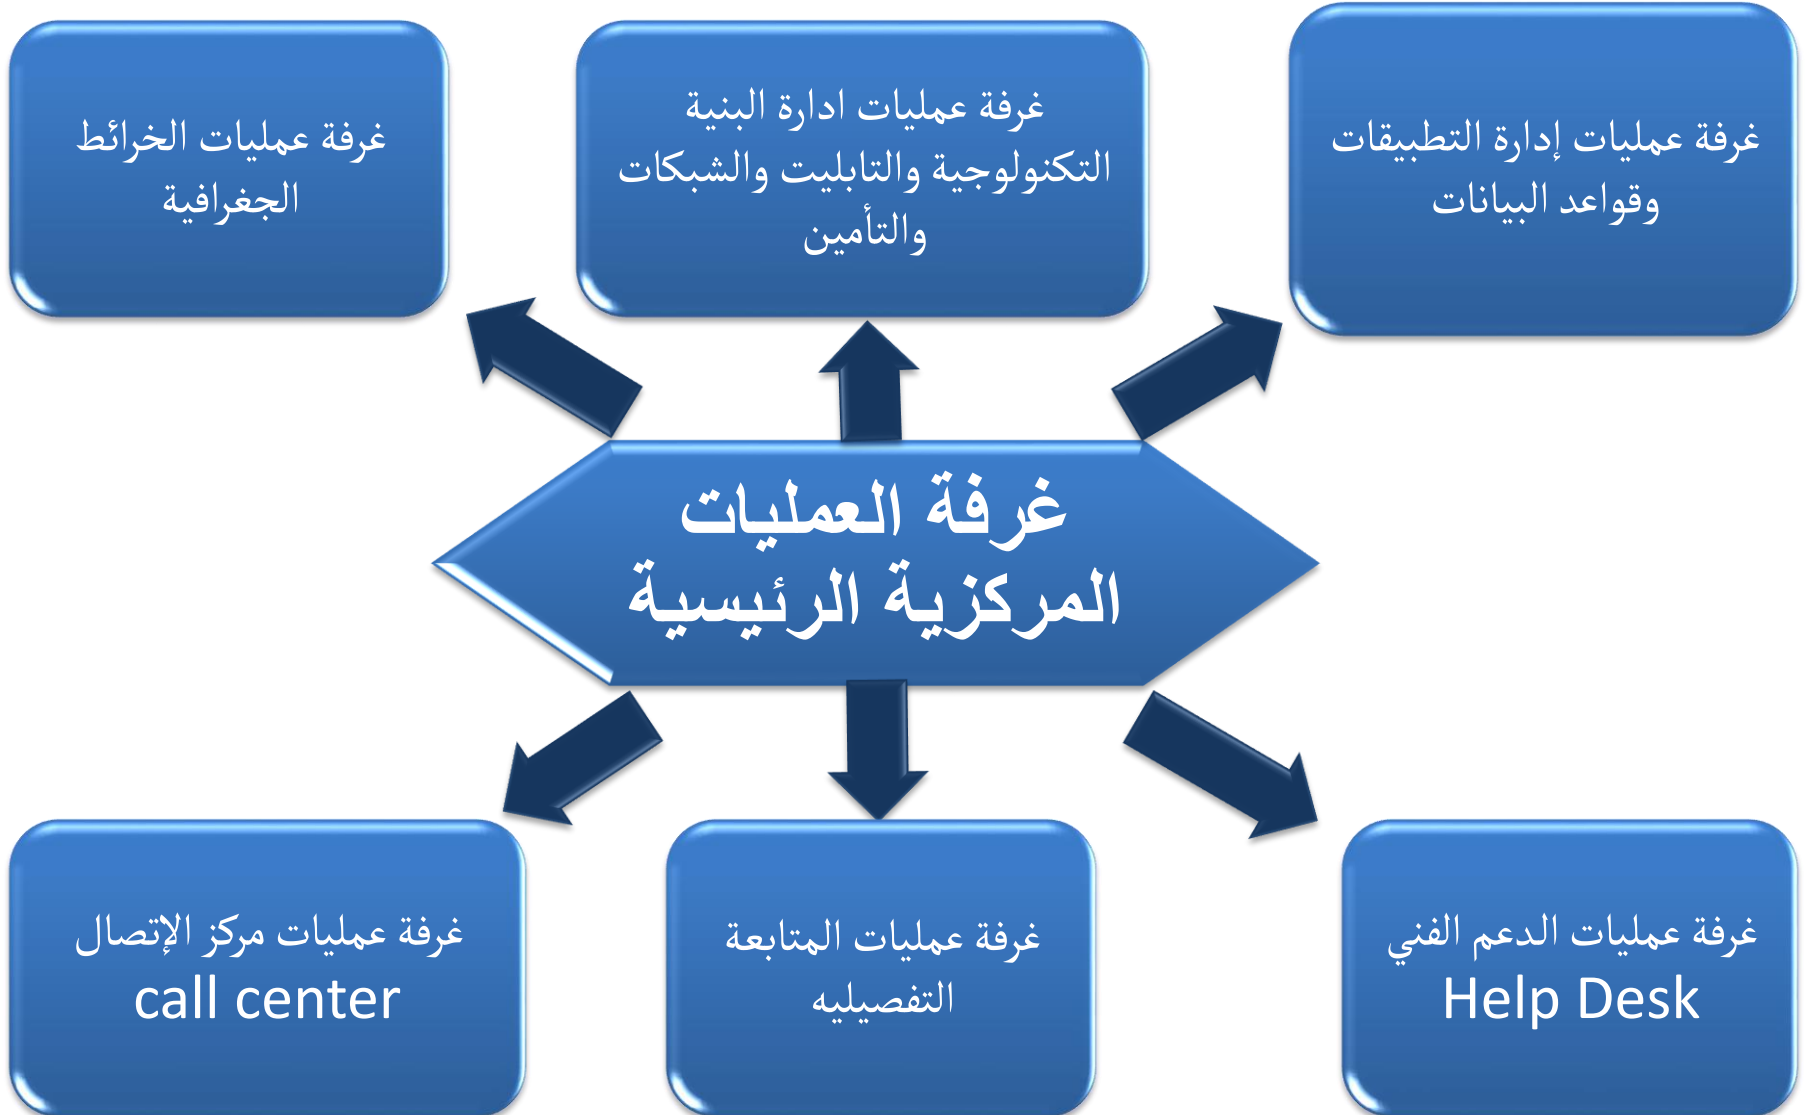 غرفة عمليات إدارة التطبيقات
وقواعد البيانات
غرفة عمليات ادارة البنية
التكنولوجية والتابليت والشبكات
والتأمين
غرفة عمليات الخرائط
الجغرافية
غرفة العمليات
المركزية الرئيسية
غرفة عمليات الدعم الفني
Help Desk
غرفة عمليات المتابعة
التفصيليه
غرفة عمليات مركز الإتصال
call center